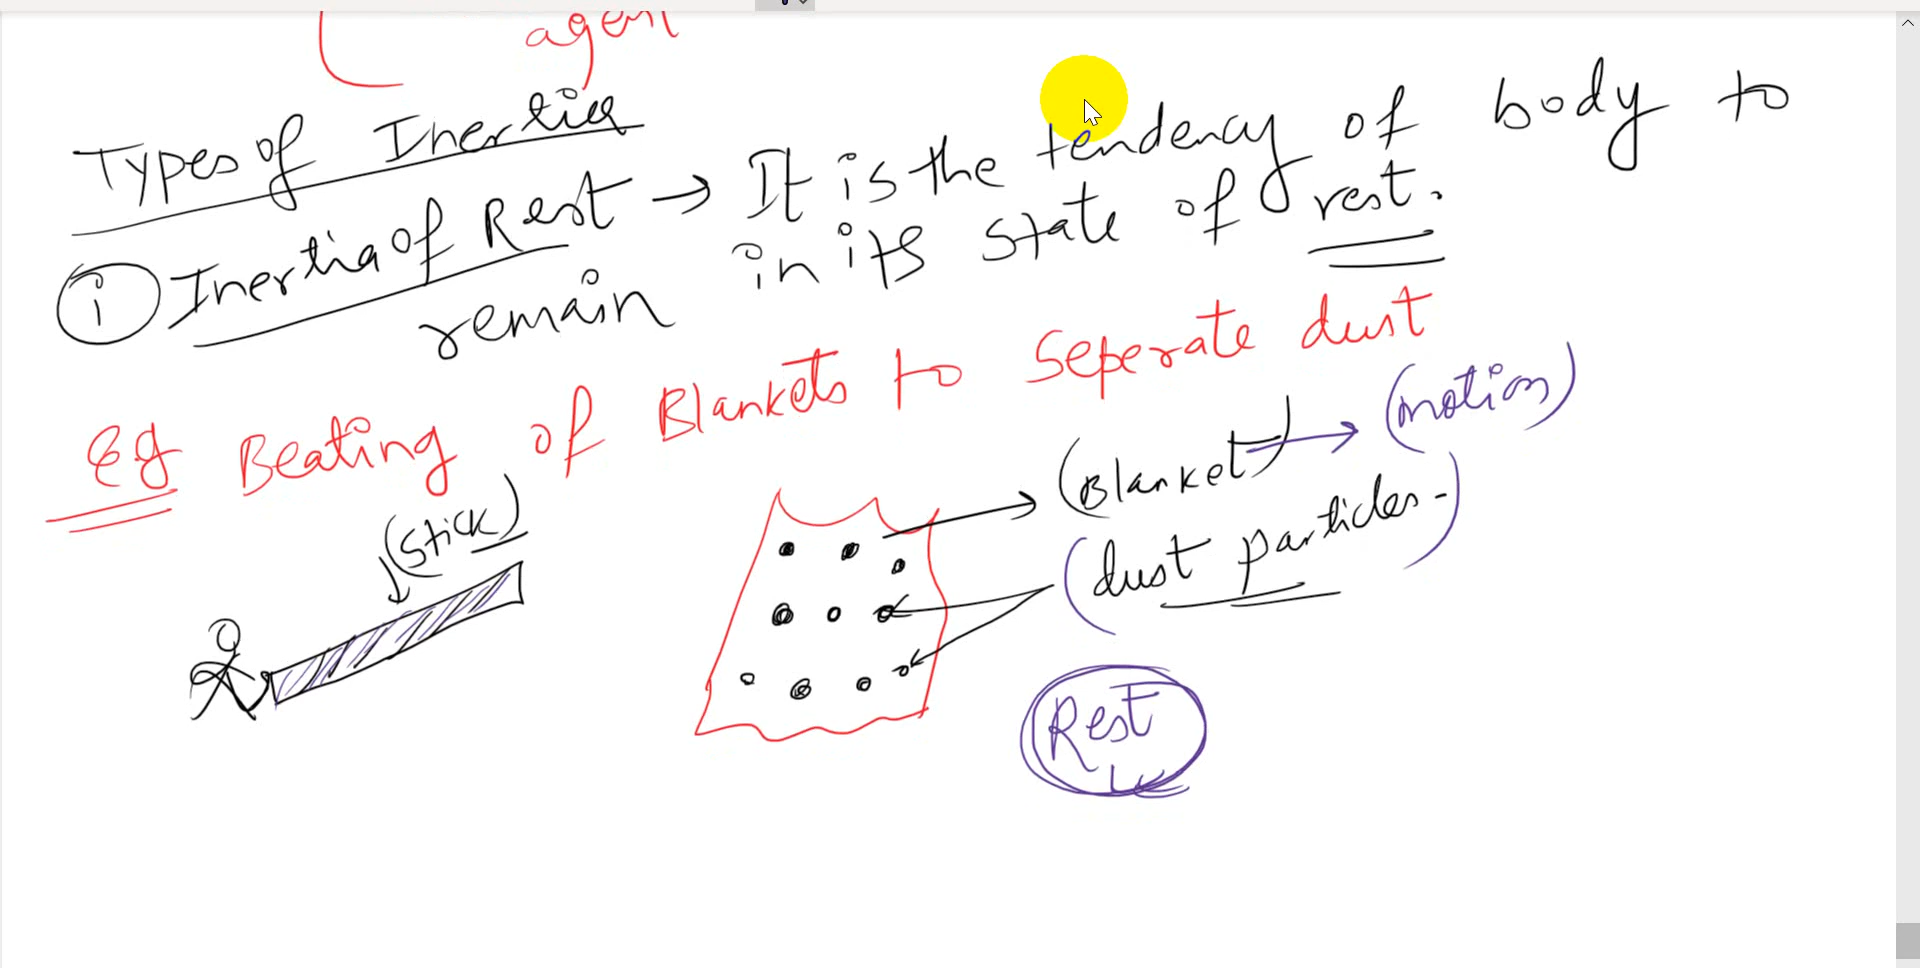 agent
Types of Inertia
i Inertia of Rest → It is the tendency of body to
remain in its state of rest.
Eg Beating of Blankets to Seperate dust
(Stick)
(Blanket) → (motion)
(dust particles-)
Rest